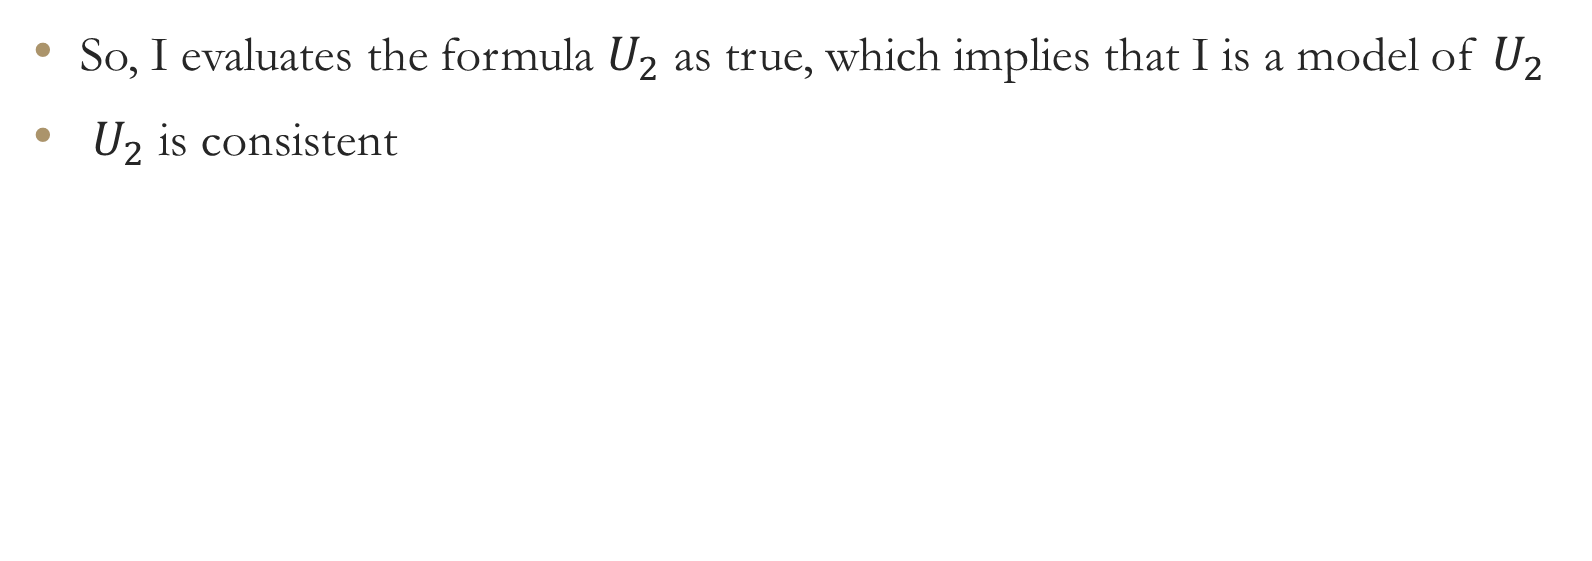 • So, I evaluates the formula 𝑈₂ as true, which implies that I is a model of 𝑈₂
• 𝑈₂ is consistent